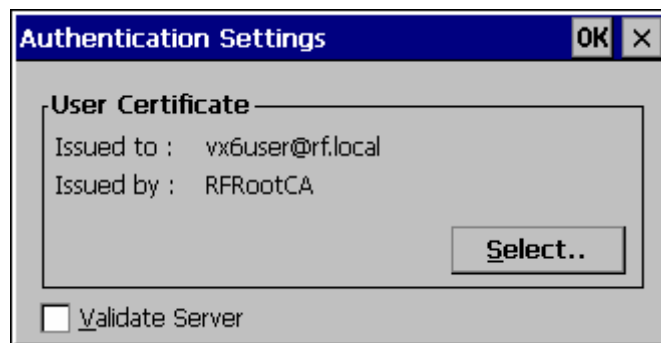 Authentication Settings OK ×
User Certificate
Issued to : vx6user@rf.local
Issued by : RFRootCA
Select..
Validate Server